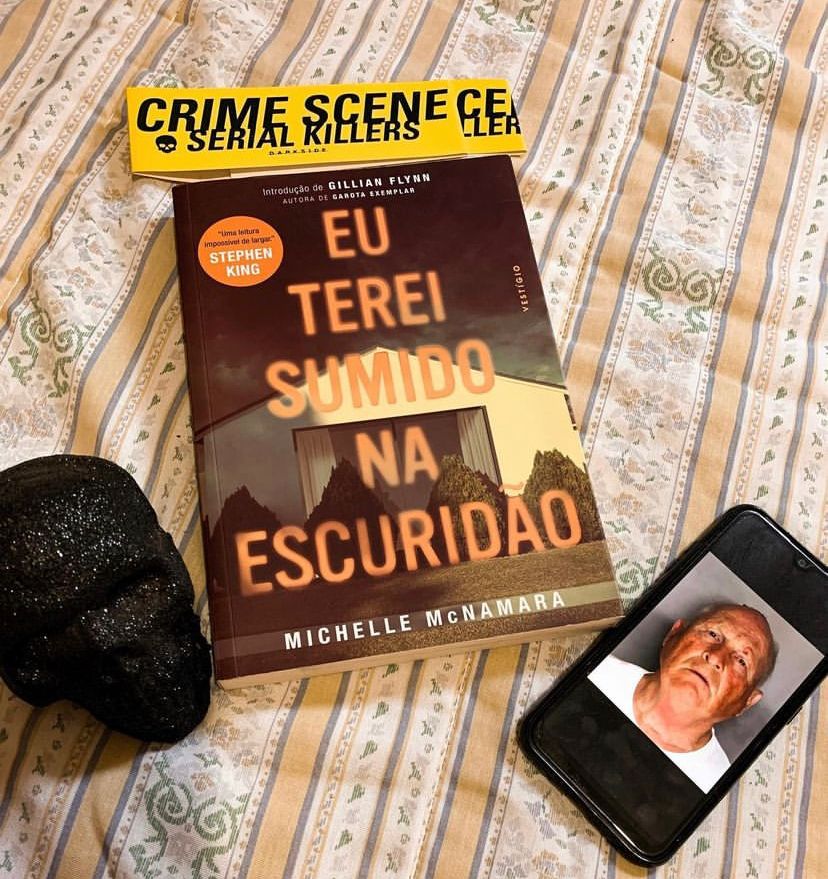 CRIME SCENE
SERIAL KILLERS
D.A.R.K.S.I.D.E.
CE
LLER
Introdução de GILLIAN FLYNN
AUTORA DE GAROTA EXEMPLAR
"Uma leitura
impossível de largar."
STEPHEN
KING
VESTÍGIO
EU
TEREI
SUMIDO
NA
ESCURIDÃO
MICHELLE McNAMARA